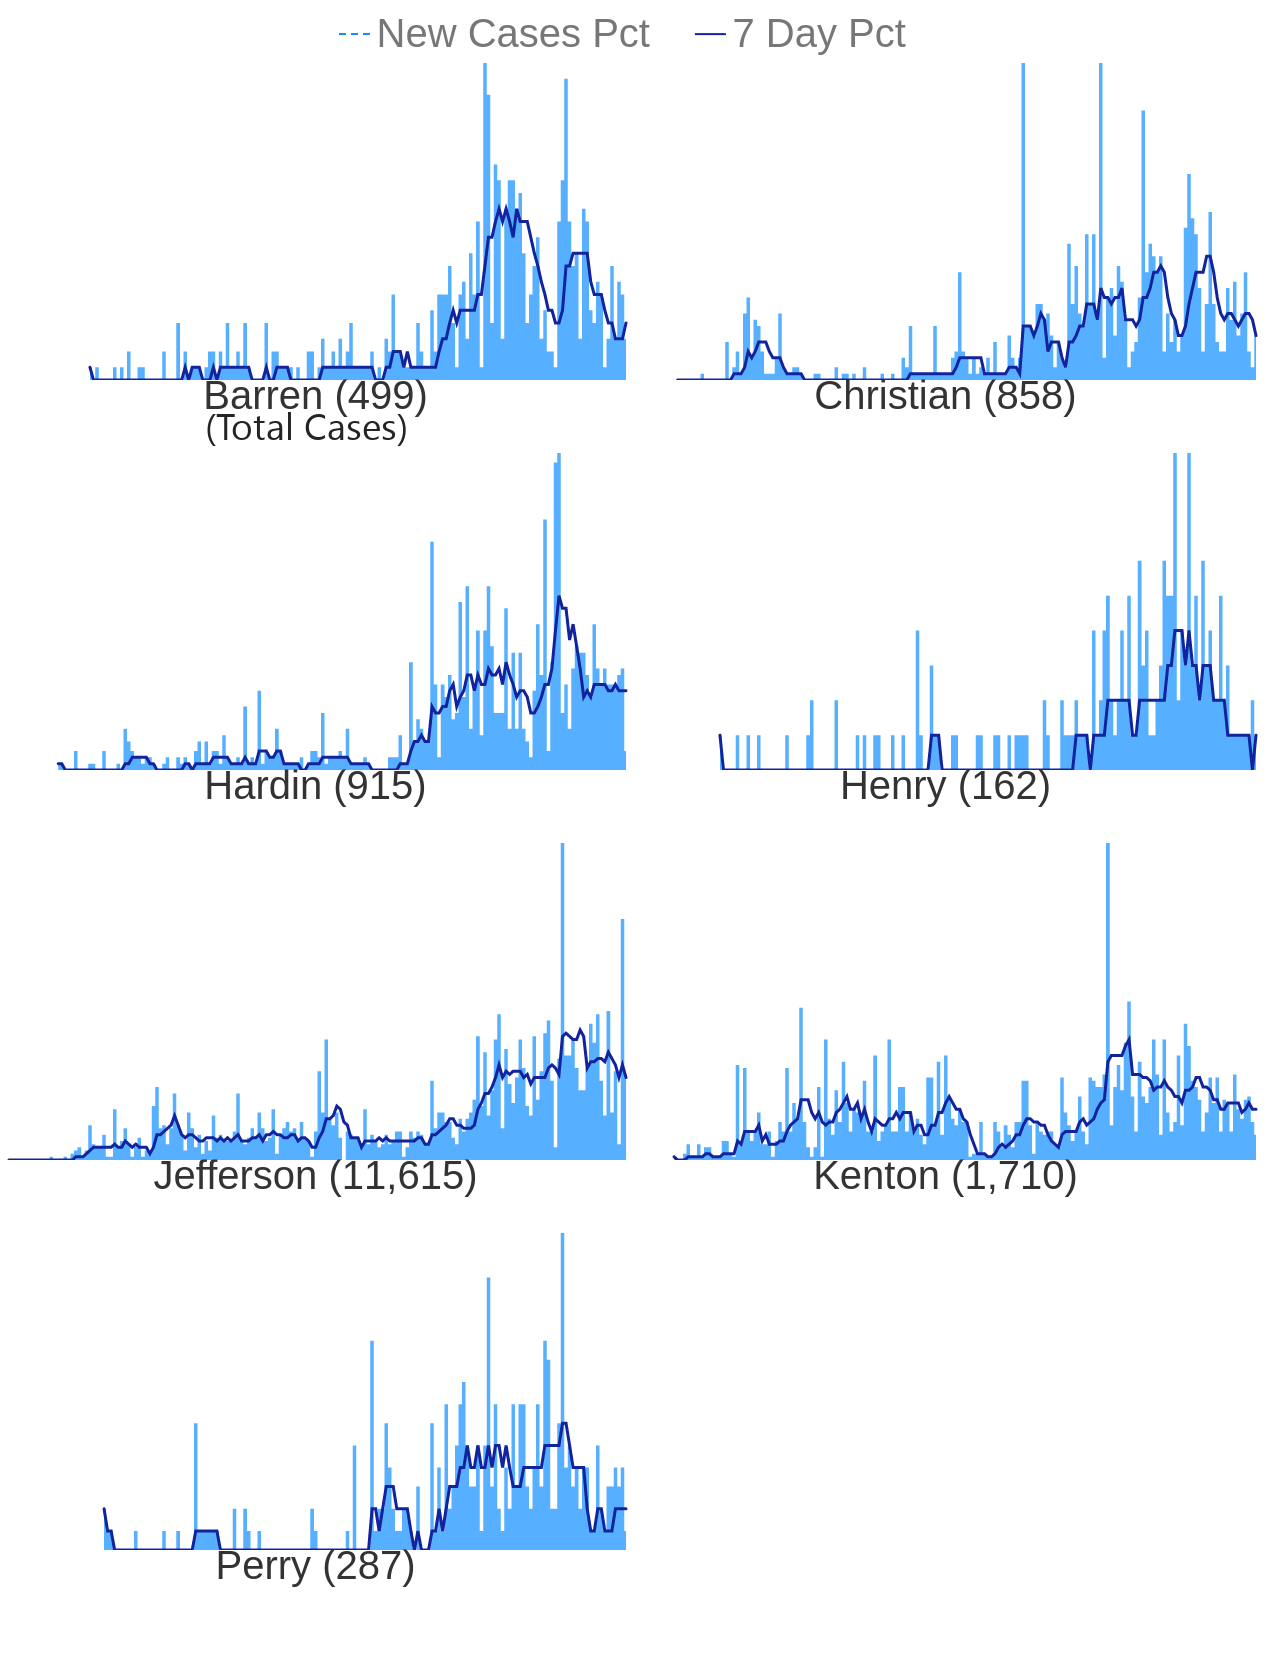 New Cases Pct 7 Day Pct
Barren (499) Christian (858)
(Total Cases)
Hardin (915) Henry (162)
Jefferson (11,615) Kenton (1,710)
Perry (287)